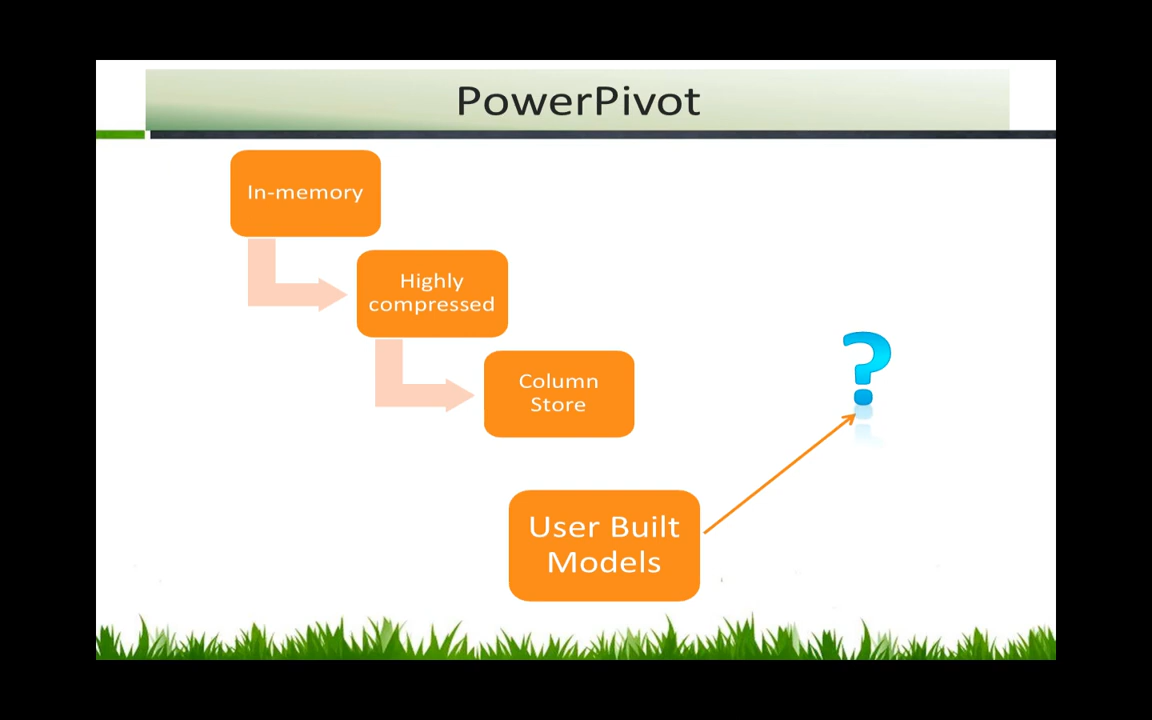 PowerPivot
In-memory
Highly
compressed
Column
Store
?
User Built
Models